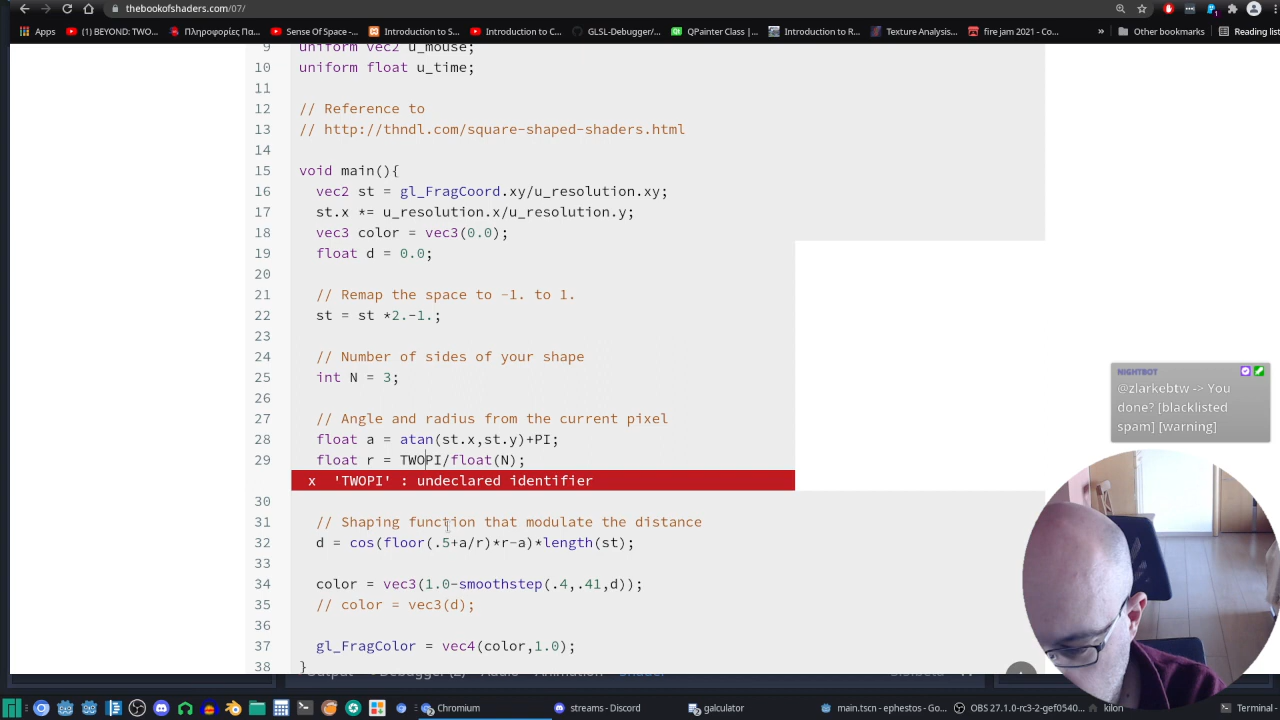 thebookofshaders.com/07/
Apps
(1) BEYOND: TWO...
Πληροφορίες Πα...
Sense Of Space -...
Introduction to S...
Introduction to C...
GLSL-Debugger/...
QPainter Class |...
Introduction to R...
Texture Analysis...
fire jam 2021 - Co...
»
Other bookmarks
Reading list
9 uniform vec2 u_mouse;
10 uniform float u_time;
11
12 // Reference to
13 // http://thndl.com/square-shaped-shaders.html
14
15 void main(){
16 vec2 st = gl_FragCoord.xy/u_resolution.xy;
17 st.x *= u_resolution.x/u_resolution.y;
18 vec3 color = vec3(0.0);
19 float d = 0.0;
20
21 // Remap the space to -1. to 1.
22 st = st *2.-1.;
23
24 // Number of sides of your shape
25 int N = 3;
26
27 // Angle and radius from the current pixel
28 float a = atan(st.x,st.y)+PI;
29 float r = TWOPI/float(N);
x 'TWOPI' : undeclared identifier
30
31 // Shaping function that modulate the distance
32 d = cos(floor(.5+a/r)*r-a)*length(st);
33
34 color = vec3(1.0-smoothstep(.4,.41,d));
35 // color = vec3(d);
36
37 gl_FragColor = vec4(color,1.0);
38 }
NIGHTBOT
@zlarkebtw -> You
done? [blacklisted
spam] [warning]
Chromium
streams - Discord
galculator
main.tscn - ephestos - Go...
OBS 27.1.0-rc3-2-gef0540...
kilon
Terminal -